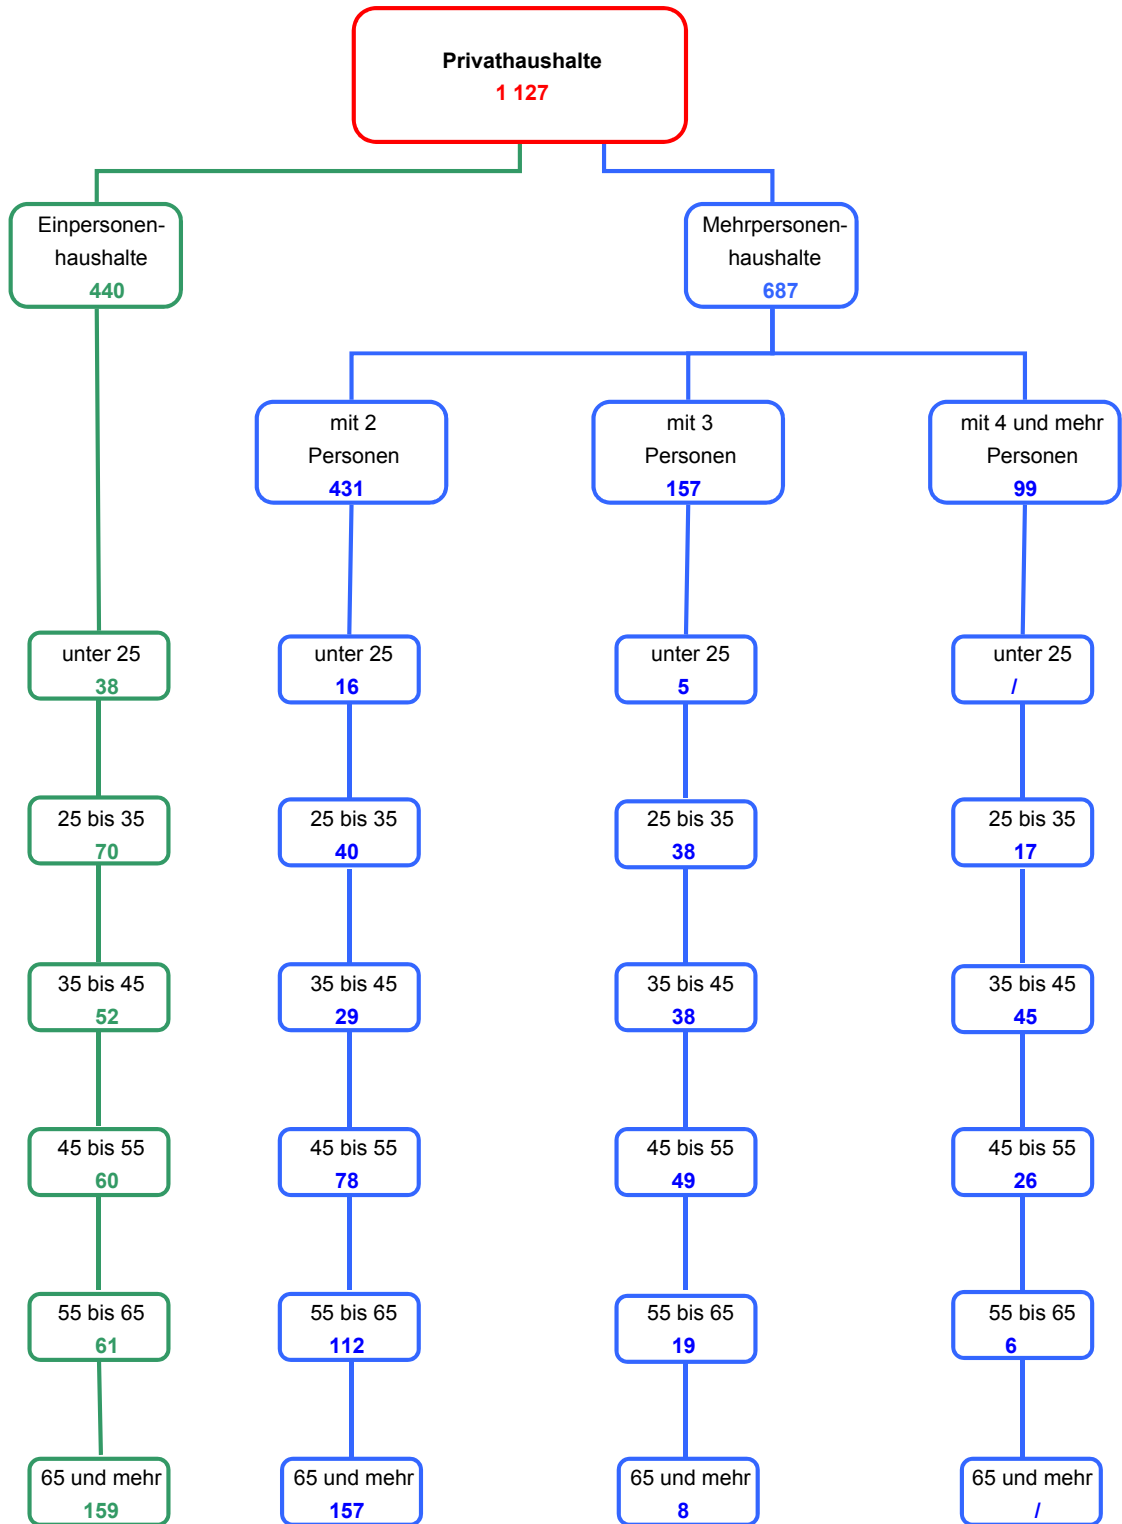 Privathaushalte
1 127
Einpersonen-
haushalte
440
Mehrpersonen-
haushalte
687
mit 2
Personen
431
mit 3
Personen
157
mit 4 und mehr
Personen
99
unter 25
38
unter 25
16
unter 25
5
unter 25
/
25 bis 35
70
25 bis 35
40
25 bis 35
38
25 bis 35
17
35 bis 45
52
35 bis 45
29
35 bis 45
38
35 bis 45
45
45 bis 55
60
45 bis 55
78
45 bis 55
49
45 bis 55
26
55 bis 65
61
55 bis 65
112
55 bis 65
19
55 bis 65
6
65 und mehr
159
65 und mehr
157
65 und mehr
8
65 und mehr
/